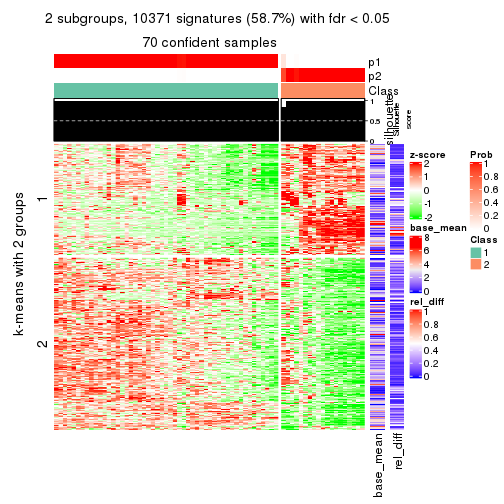 2 subgroups, 10371 signatures (58.7%) with fdr < 0.05
70 confident samples
p1
p2
Class
1
0.5
0
silhouette
Silhouette
score
k-means with 2 groups
1
2
z-score
2
1
0
-1
-2
base_mean
8
6
4
2
0
rel_diff
1
0.8
0.6
0.4
0.2
0
Prob
1
0.8
0.6
0.4
0.2
0
Class
1
2
base_mean
rel_diff